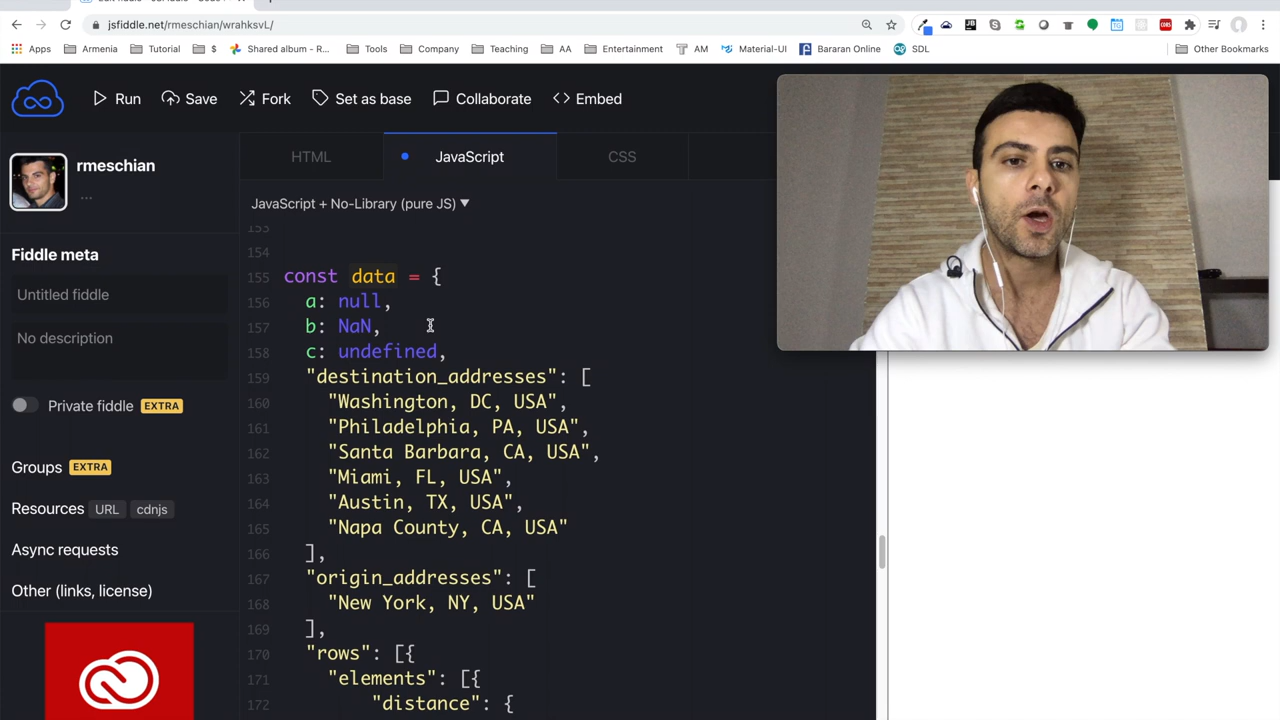 jsfiddle.net/rmeschian/wrahksvL/
Apps Armenia Tutorial $ Shared album - R... Tools Company Teaching AA Entertainment AM Material-UI Bararan Online SDL Other Bookmarks
Run Save Fork Set as base Collaborate Embed
rmeschian
...
Fiddle meta
Untitled fiddle
No description
Private fiddle EXTRA
Groups EXTRA
Resources URL cdnjs
Async requests
Other (links, license)
HTML JavaScript CSS
JavaScript + No-Library (pure JS) ▼
153
154
155 const data = {
156 a: null,
157 b: NaN,
158 c: undefined,
159 "destination_addresses": [
160 "Washington, DC, USA",
161 "Philadelphia, PA, USA",
162 "Santa Barbara, CA, USA",
163 "Miami, FL, USA",
164 "Austin, TX, USA",
165 "Napa County, CA, USA"
166 ],
167 "origin_addresses": [
168 "New York, NY, USA"
169 ],
170 "rows": [{
171 "elements": [{
172 "distance": {